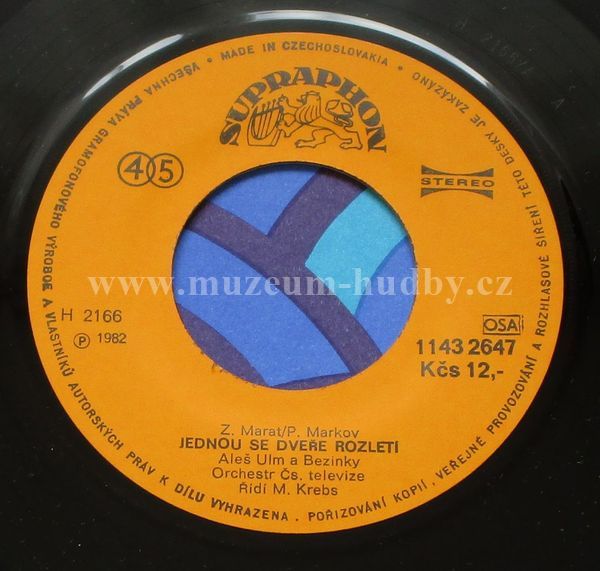 VŠECHNA PRÁVA GRAMOFONOVÉHO VÝROBCE A VLASTNÍKŮ AUTORSKÝCH PRÁV K DÍLU VYHRAZENA. POŘIZOVÁNÍ KOPIÍ, VEŘEJNÉ PROVOZOVÁNÍ A ROZHLASOVÉ ŠÍŘENÍ TÉTO DESKY JE ZAKÁZÁNO • MADE IN CZECHOSLOVAKIA •
SUPRAPHON
45
STEREO
www.muzeum-hudby.cz
H 2166
Ⓟ 1982
OSA
1143 2647
Kčs 12,-
Z. Marat/P. Markov
JEDNOU SE DVEŘE ROZLETÍ
Aleš Ulm a Bezinky
Orchestr Čs. televize
Řídí M. Krebs